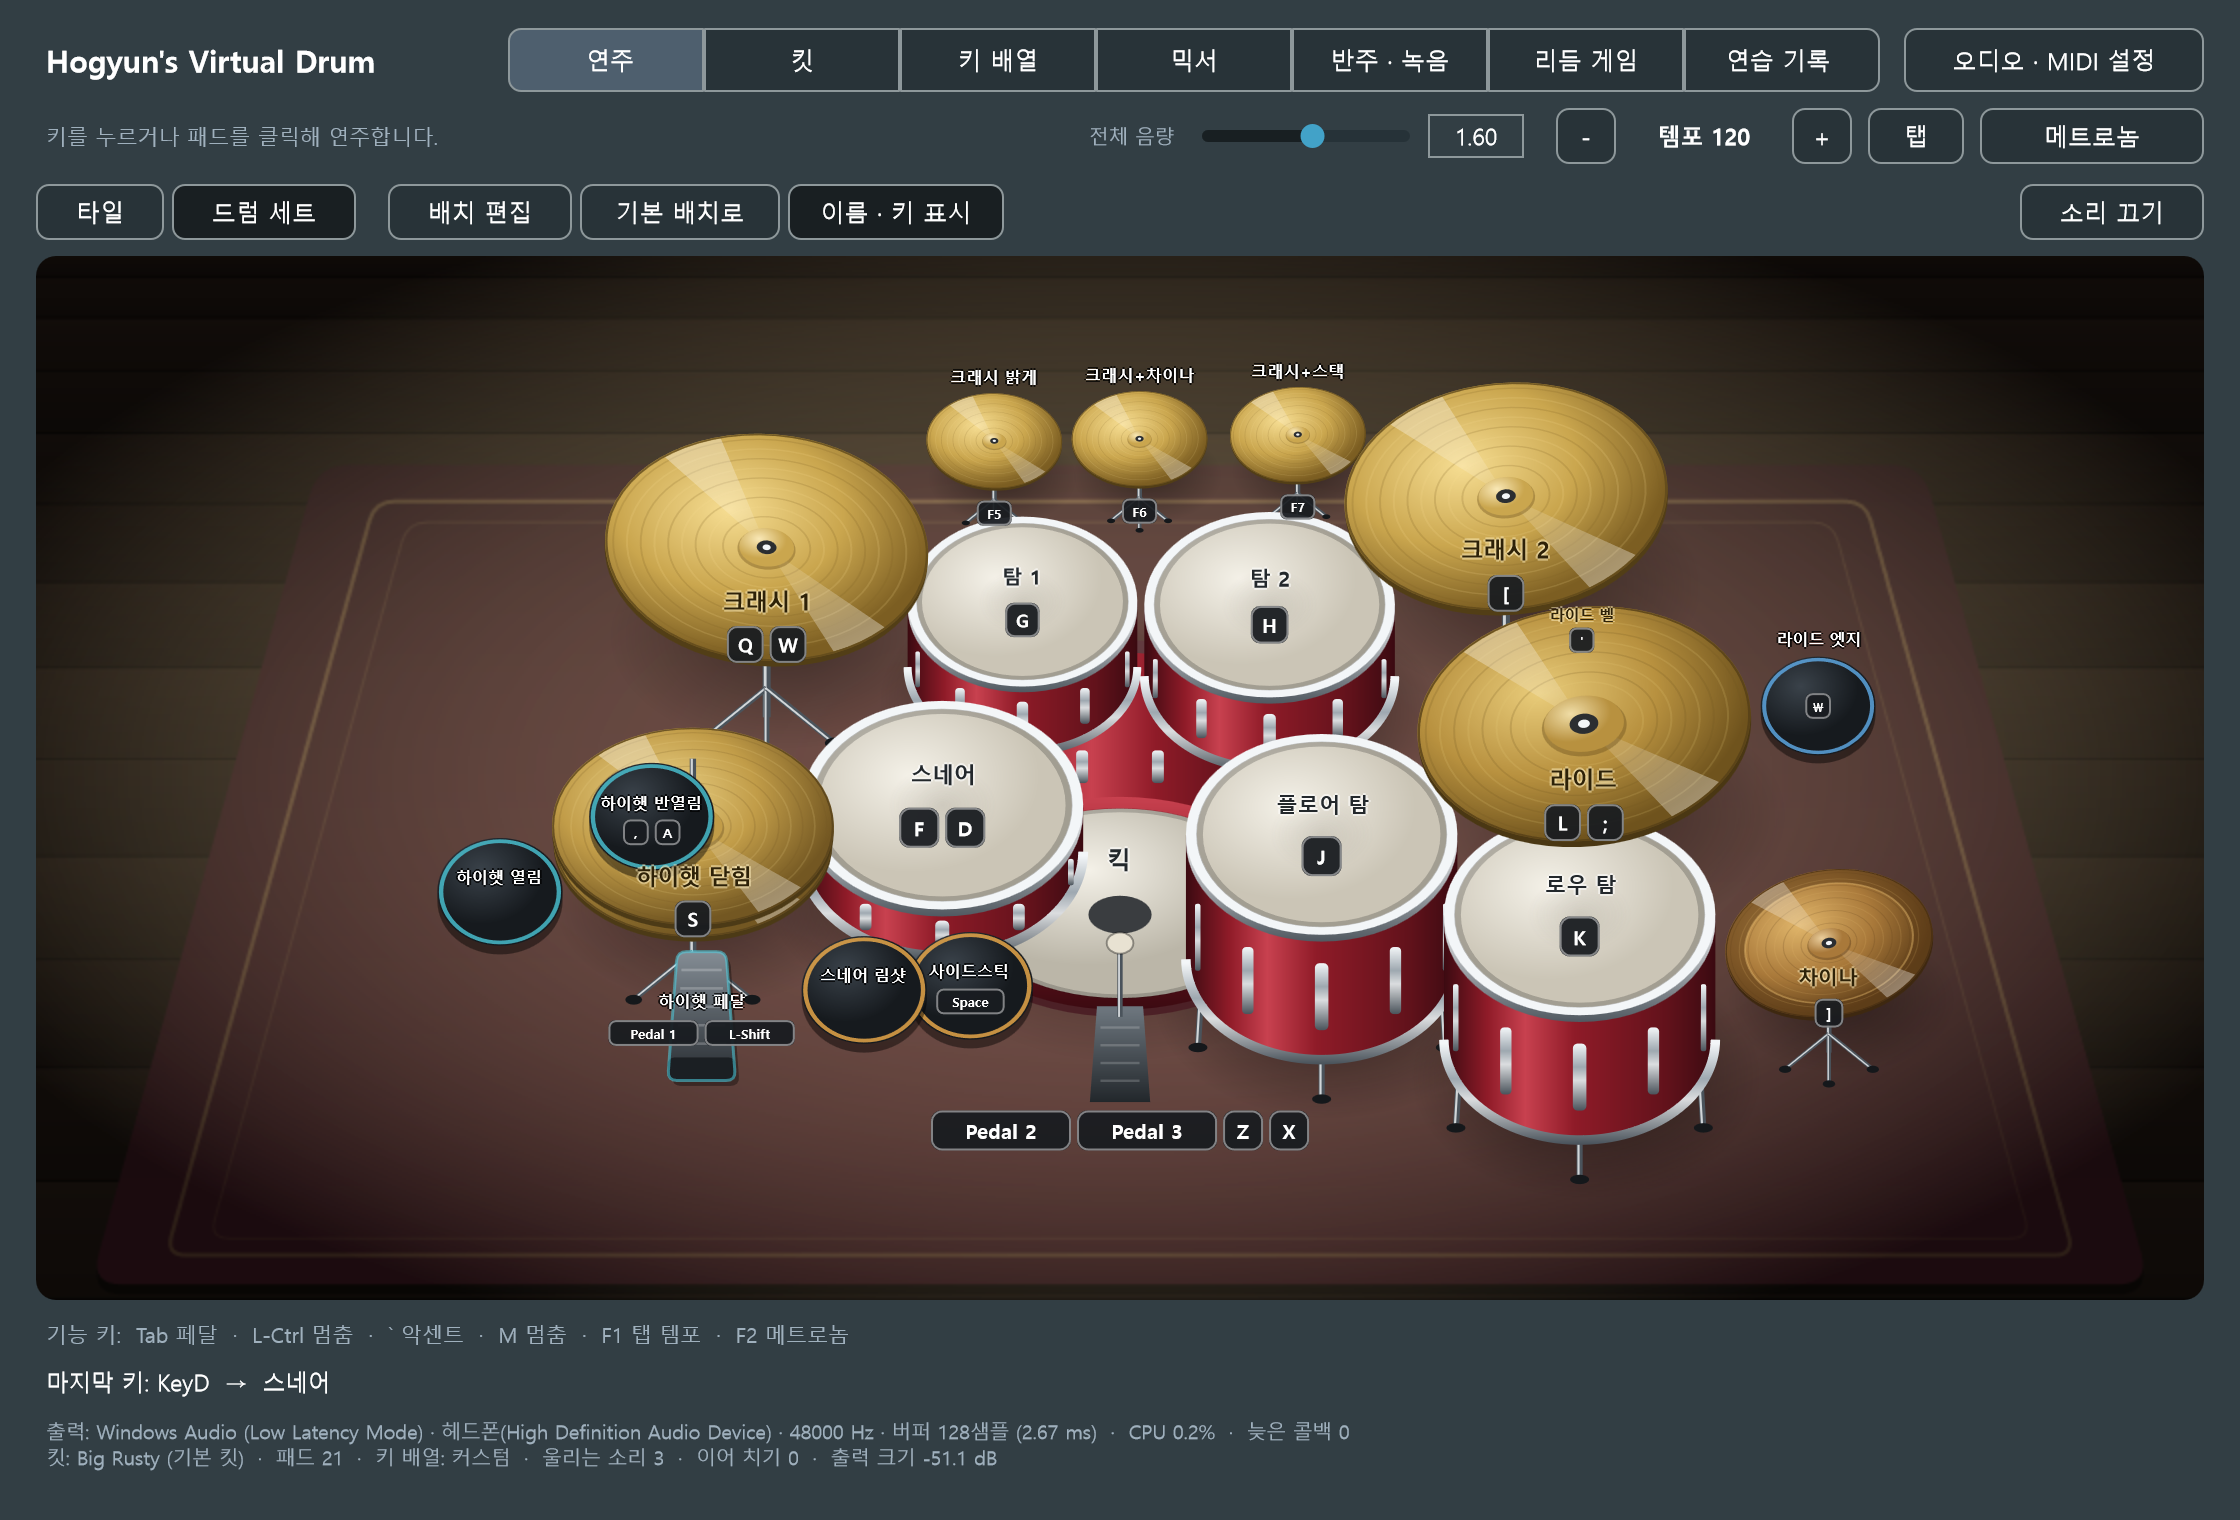 Hogyun's Virtual Drum
연주
킷
키 배열
믹서
반주 · 녹음
리듬 게임
연습 기록
오디오 · MIDI 설정
키를 누르거나 패드를 클릭해 연주합니다.
전체 음량
1.60
-
템포 120
+
탭
메트로놈
타일
드럼 세트
배치 편집
기본 배치로
이름 · 키 표시
소리 끄기
크래시 밝게
F5
크래시+차이나
F6
크래시+스택
F7
크래시 1
Q W
탐 1
G
탐 2
H
크래시 2
[
라이드 벨
'
라이드
L ;
라이드 엣지
₩
하이햇 반열림
, A
하이햇 열림
하이햇 닫힘
S
스네어
F D
킥
플로어 탐
J
로우 탐
K
차이나
]
하이햇 페달
Pedal 1 L-Shift
스네어 림샷
사이드스틱
Space
Pedal 2 Pedal 3 Z X
기능 키: Tab 페달 · L-Ctrl 멈춤 · ` 악센트 · M 멈춤 · F1 탭 템포 · F2 메트로놈
마지막 키: KeyD → 스네어
출력: Windows Audio (Low Latency Mode) · 헤드폰(High Definition Audio Device) · 48000 Hz · 버퍼 128샘플 (2.67 ms) · CPU 0.2% · 늦은 콜백 0
킷: Big Rusty (기본 킷) · 패드 21 · 키 배열: 커스텀 · 울리는 소리 3 · 이어 치기 0 · 출력 크기 -51.1 dB